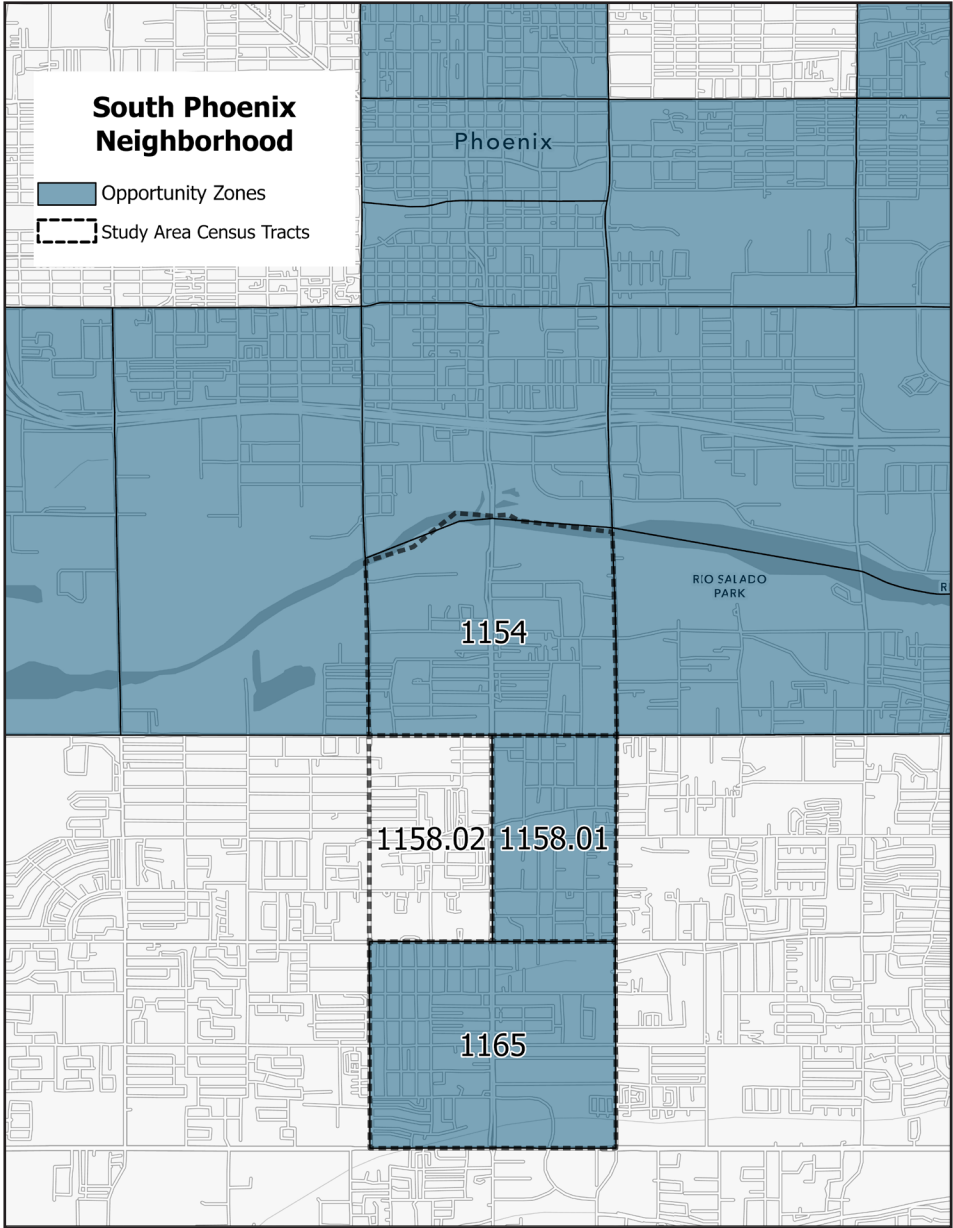 South Phoenix
Neighborhood
Opportunity Zones
Study Area Census Tracts
Phoenix
RIO SALADO
PARK
R
1154
1158.02
1158.01
1165